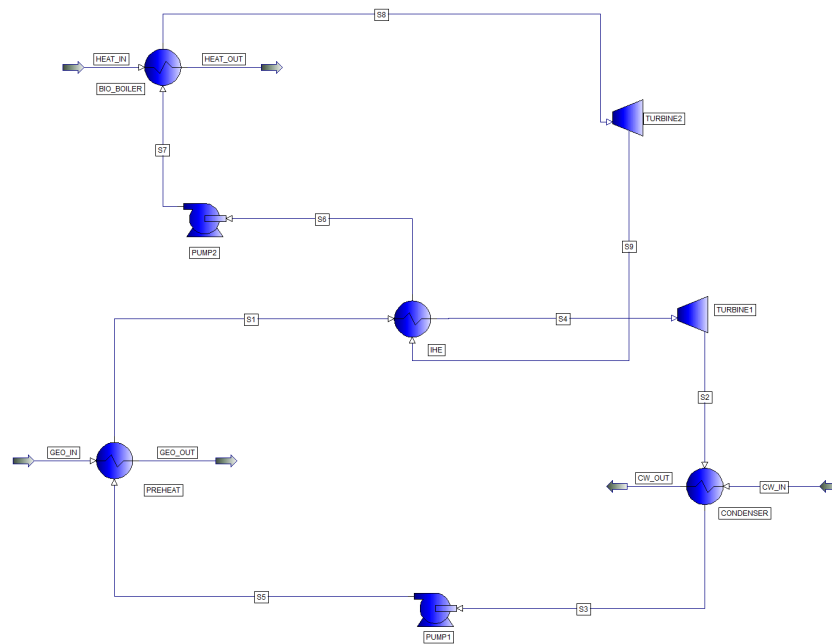 S8
HEAT_IN
HEAT_OUT
BIO_BOILER
TURBINE2
S7
S6
S9
PUMP2
S1
S4
TURBINE1
IHE
S2
GEO_IN
GEO_OUT
CW_OUT
CW_IN
PREHEAT
CONDENSER
S5
S3
PUMP1